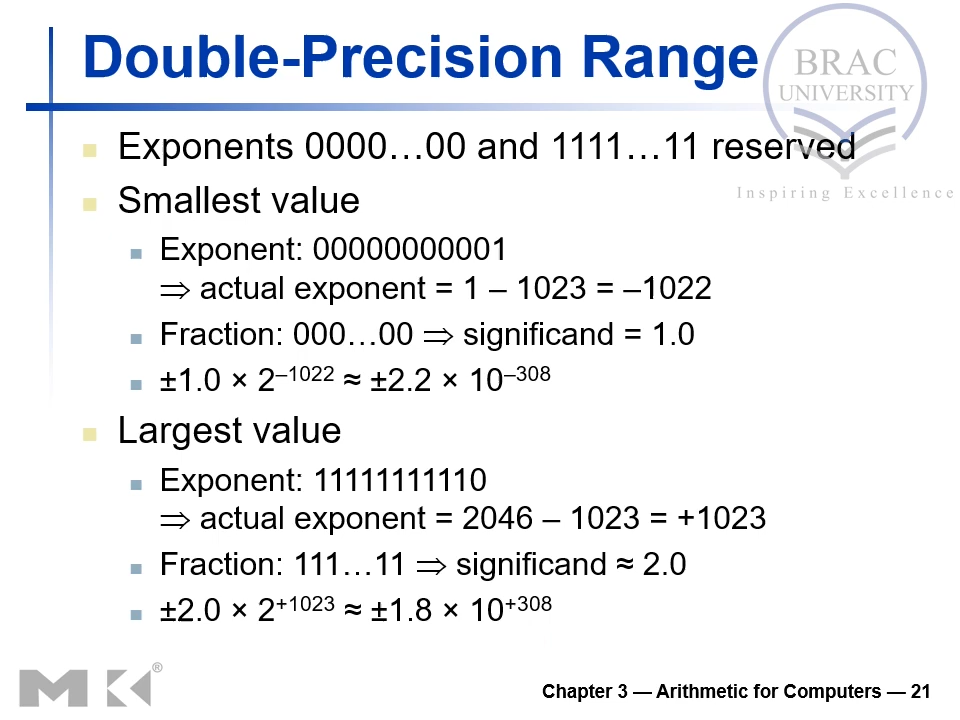 Double-Precision Range
BRAC
UNIVERSITY
Inspiring Excellence
Exponents 0000…00 and 1111…11 reserved
Smallest value
Exponent: 00000000001
⇒ actual exponent = 1 – 1023 = –1022
Fraction: 000…00 ⇒ significand = 1.0
±1.0 × 2–1022 ≈ ±2.2 × 10–308
Largest value
Exponent: 11111111110
⇒ actual exponent = 2046 – 1023 = +1023
Fraction: 111…11 ⇒ significand ≈ 2.0
±2.0 × 2+1023 ≈ ±1.8 × 10+308
MK®
Chapter 3 — Arithmetic for Computers — 21